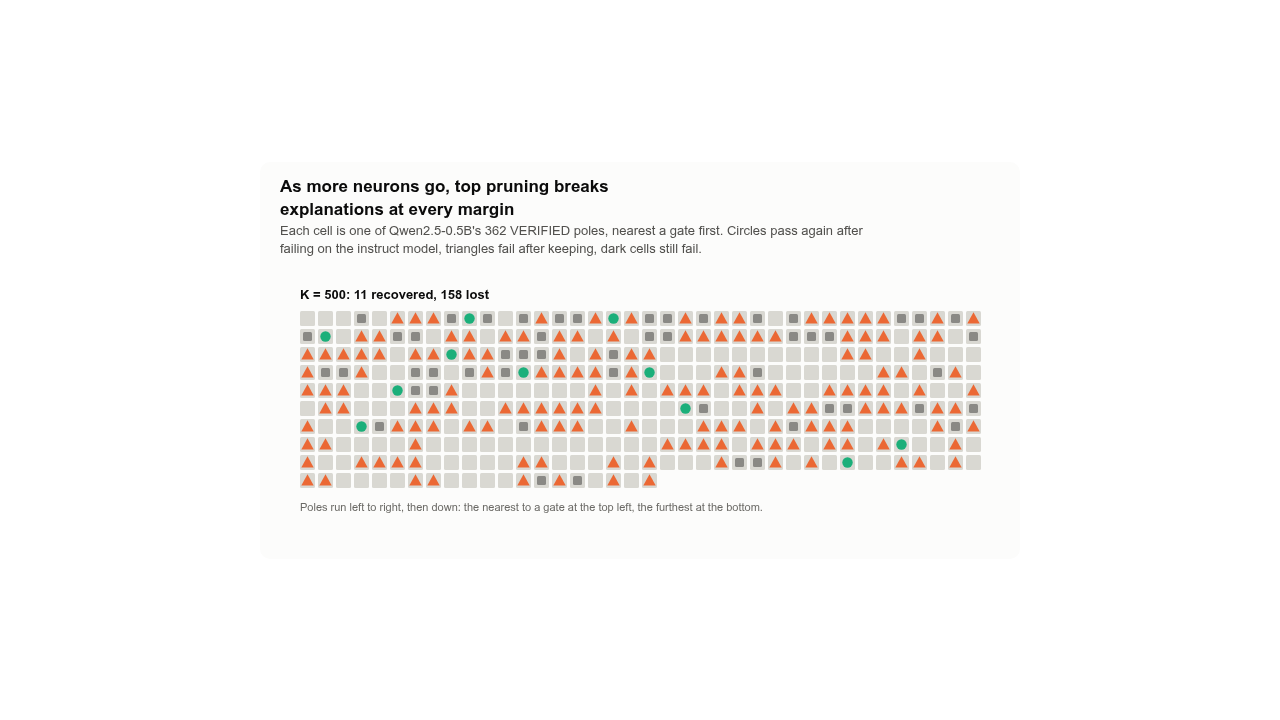 As more neurons go, top pruning breaks
explanations at every margin
Each cell is one of Qwen2.5-0.5B's 362 VERIFIED poles, nearest a gate first. Circles pass again after
failing on the instruct model, triangles fail after keeping, dark cells still fail.
K = 500: 11 recovered, 158 lost
Poles run left to right, then down: the nearest to a gate at the top left, the furthest at the bottom.